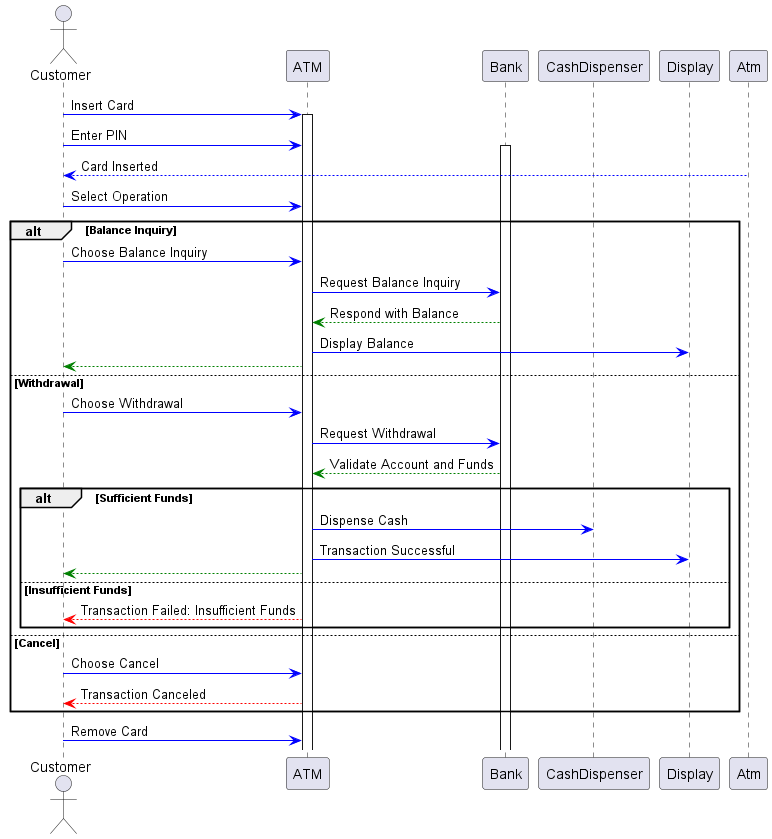 Customer
ATM
Bank
CashDispenser
Display
Atm
Insert Card
Enter PIN
Card Inserted
Select Operation
alt
[Balance Inquiry]
Choose Balance Inquiry
Request Balance Inquiry
Respond with Balance
Display Balance
[Withdrawal]
Choose Withdrawal
Request Withdrawal
Validate Account and Funds
alt
[Sufficient Funds]
Dispense Cash
Transaction Successful
[Insufficient Funds]
Transaction Failed: Insufficient Funds
[Cancel]
Choose Cancel
Transaction Canceled
Remove Card
Customer
ATM
Bank
CashDispenser
Display
Atm